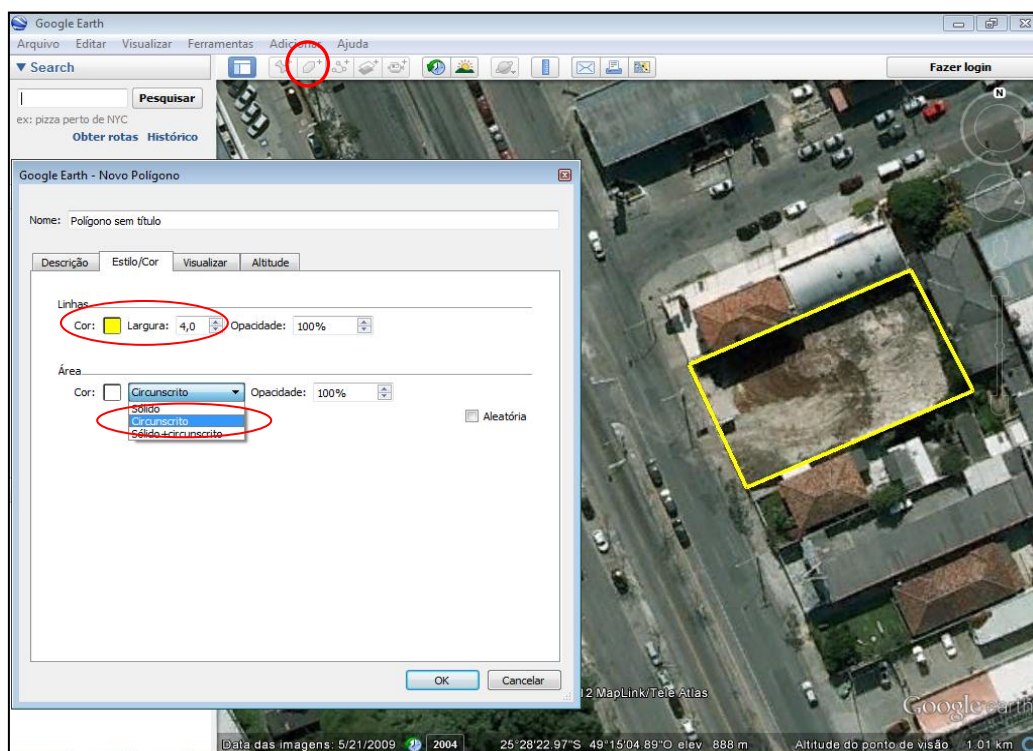 Google Earth
Arquivo Editar Visualizar Ferramentas Adicionar Ajuda
Search
Fazer login
Pesquisar
ex: pizza perto de NYC
Obter rotas Histórico
N
Google Earth - Novo Polígono
Nome: Polígono sem título
Descrição Estilo/Cor Visualizar Altitude
Linhas
Cor: Largura: 4,0 Opacidade: 100%
Área
Cor: Circunscrito Opacidade: 100%
Sólido
Circunscrito
Sólido+circunscrito
Aleatória
OK Cancelar
12 MapLink/Tele Atlas
Google earth
Data das imagens: 5/21/2009 2004 25°28'22.97"S 49°15'04.89"O elev 888 m Altitude do ponto de visão 1.01 km